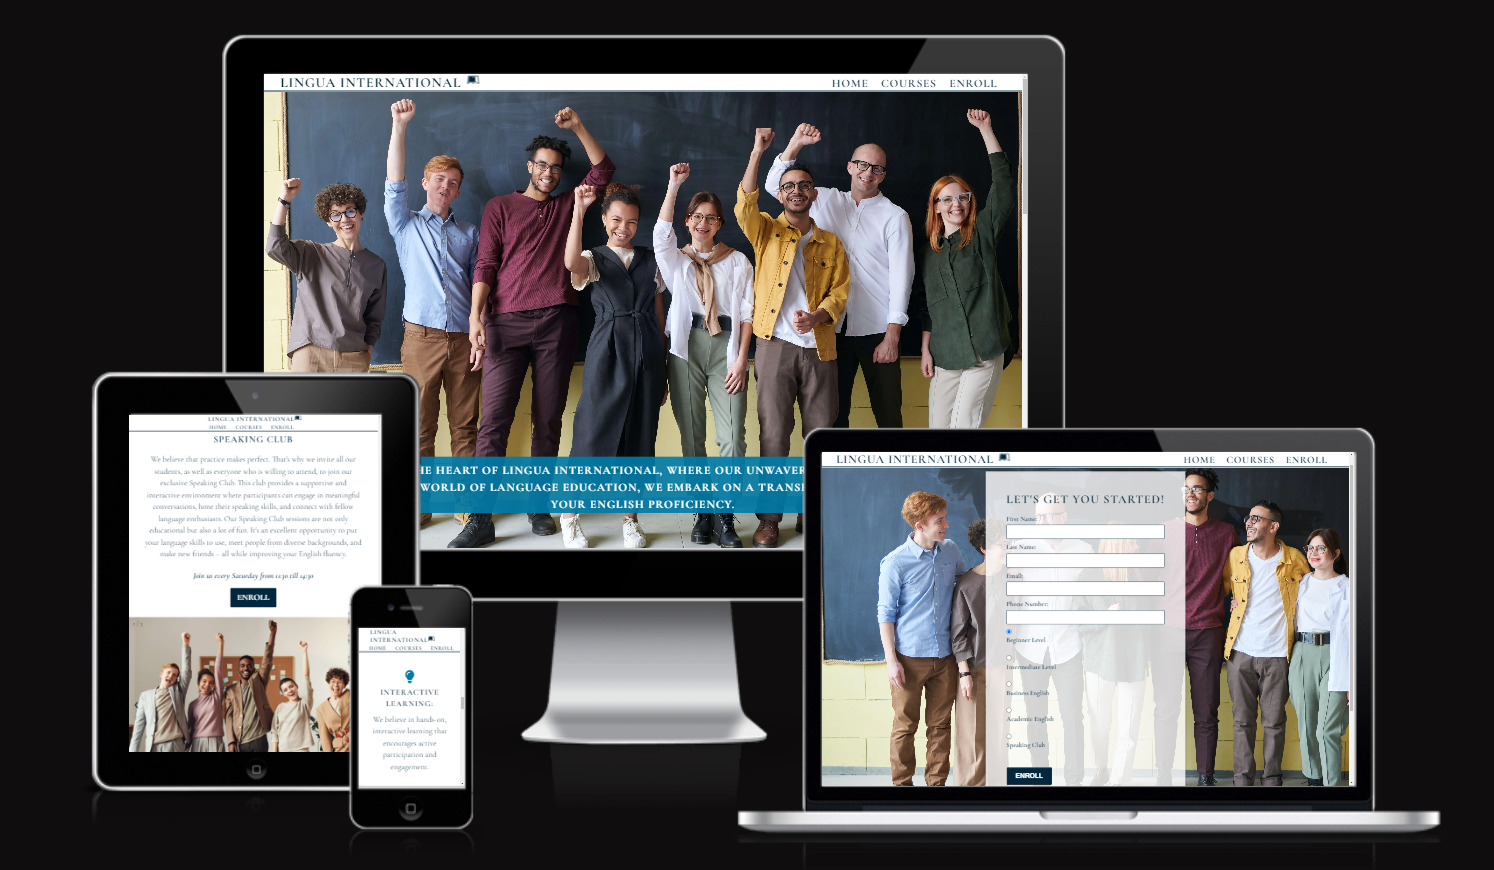 LINGUA INTERNATIONAL
HOME COURSES ENROLL
HE HEART OF LINGUA INTERNATIONAL, WHERE OUR UNWAVER
WORLD OF LANGUAGE EDUCATION, WE EMBARK ON A TRANS
YOUR ENGLISH PROFICIENCY.
LINGUA INTERNATIONAL
HOME COURSES ENROLL
SPEAKING CLUB
We believe that practice makes perfect. That's why we invite all our
students, as well as everyone who is willing to attend, to join our
exclusive Speaking Club. This club provides a supportive and
interactive environment where participants can engage in meaningful
conversations, hone their speaking skills, and connect with fellow
language enthusiasts. Our Speaking Club sessions are not only
educational but also a lot of fun. It's an excellent opportunity to put
your language skills to use, meet people from diverse backgrounds, and
make new friends – all while improving your English fluency.
Join us every Saturday from 12:30 till 14:30
ENROLL
LINGUA
INTERNATIONAL
HOME COURSES ENROLL
INTERACTIVE
LEARNING:
We believe in hands-on,
interactive learning that
encourages active
participation and
engagement.
LINGUA INTERNATIONAL
HOME COURSES ENROLL
LET'S GET YOU STARTED!
First Name:
Last Name:
Email:
Phone Number:
Beginner Level
Intermediate Level
Business English
Academic English
Speaking Club
ENROLL